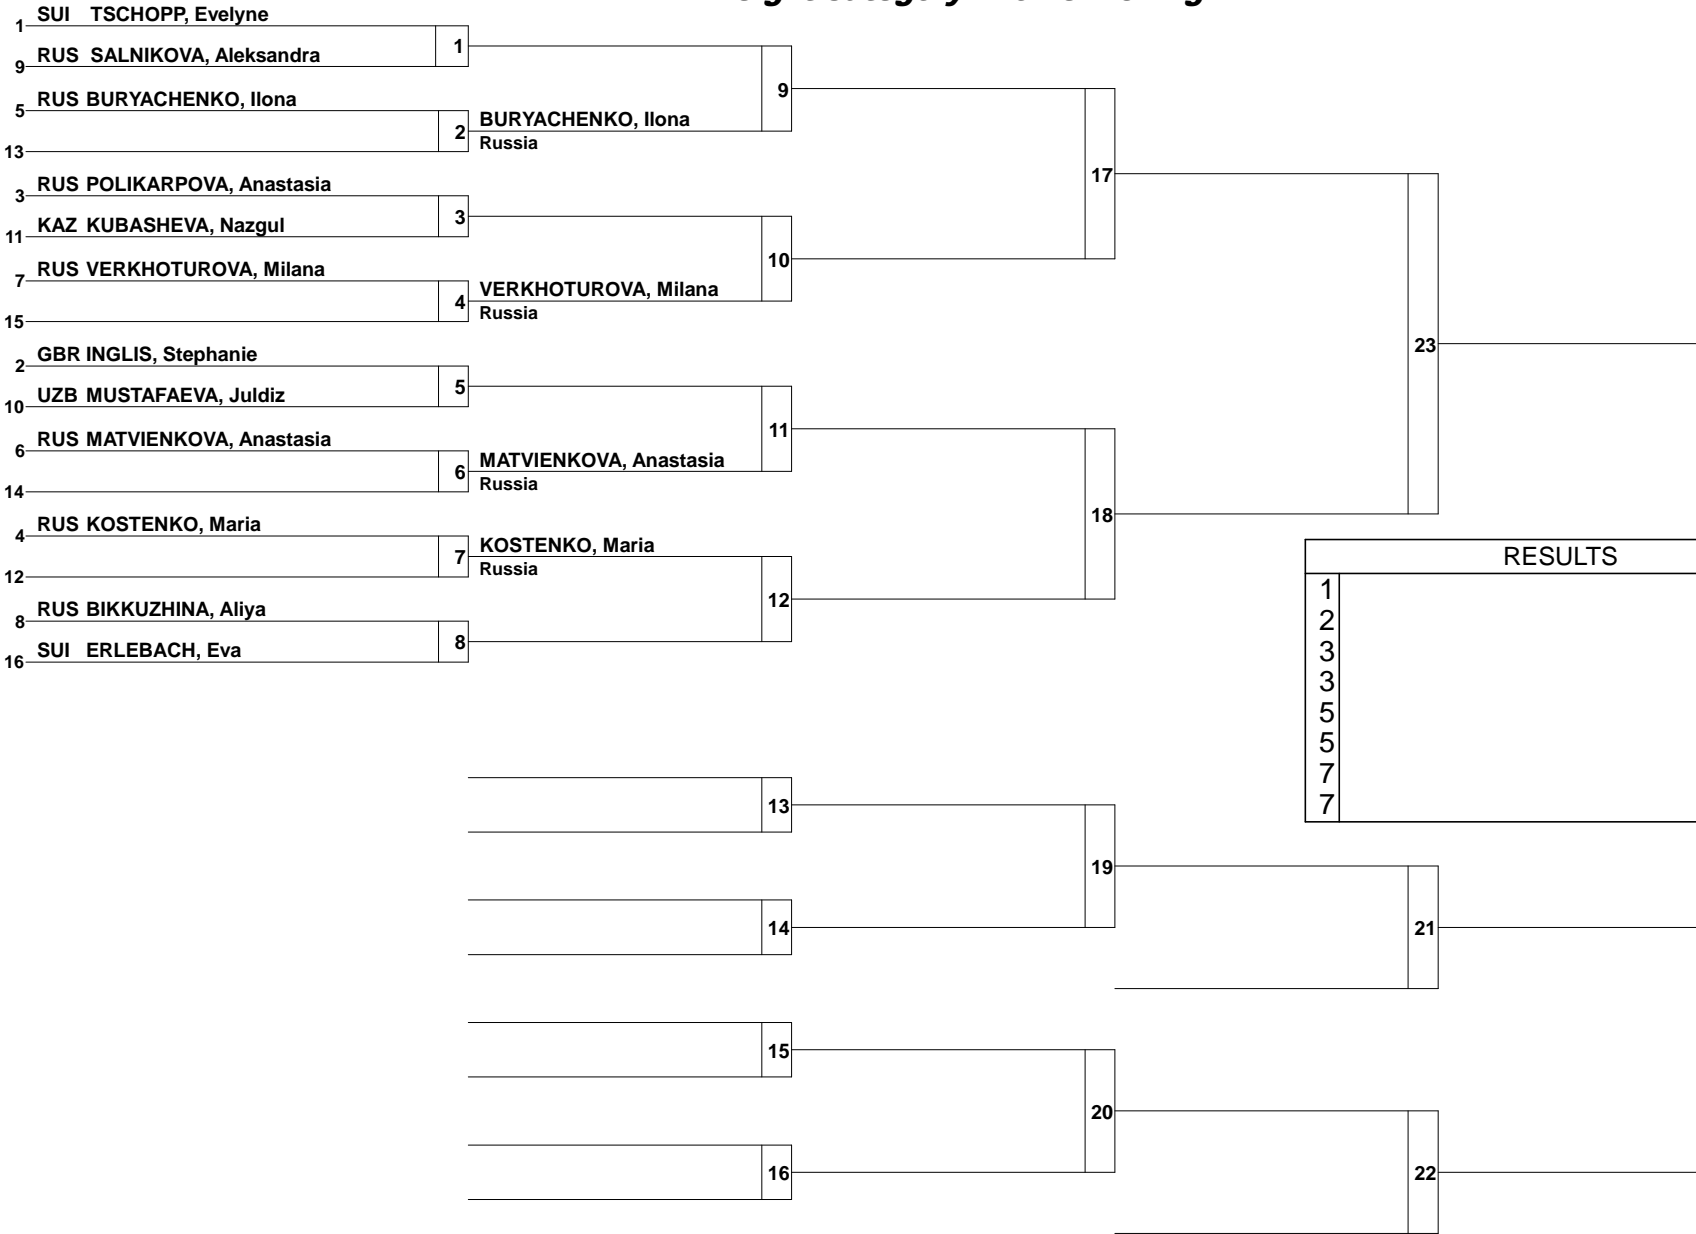 1 SUI TSCHOPP, Evelyne
9 RUS SALNIKOVA, Aleksandra
1
5 RUS BURYACHENKO, Ilona
13
2
BURYACHENKO, Ilona
Russia
9
3 RUS POLIKARPOVA, Anastasia
11 KAZ KUBASHEVA, Nazgul
3
7 RUS VERKHOTUROVA, Milana
15
4
VERKHOTUROVA, Milana
Russia
10
17
2 GBR INGLIS, Stephanie
10 UZB MUSTAFAEVA, Juldiz
5
6 RUS MATVIENKOVA, Anastasia
14
6
MATVIENKOVA, Anastasia
Russia
11
4 RUS KOSTENKO, Maria
12
7
KOSTENKO, Maria
Russia
8 RUS BIKKUZHINA, Aliya
16 SUI ERLEBACH, Eva
8
12
18
23
RESULTS
1
2
3
3
5
5
7
7
13
14
19
21
15
16
20
22